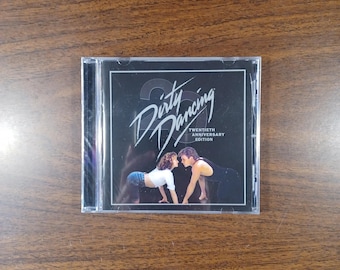 Dirty
Dancing
TWENTIETH
ANNIVERSARY
EDITION